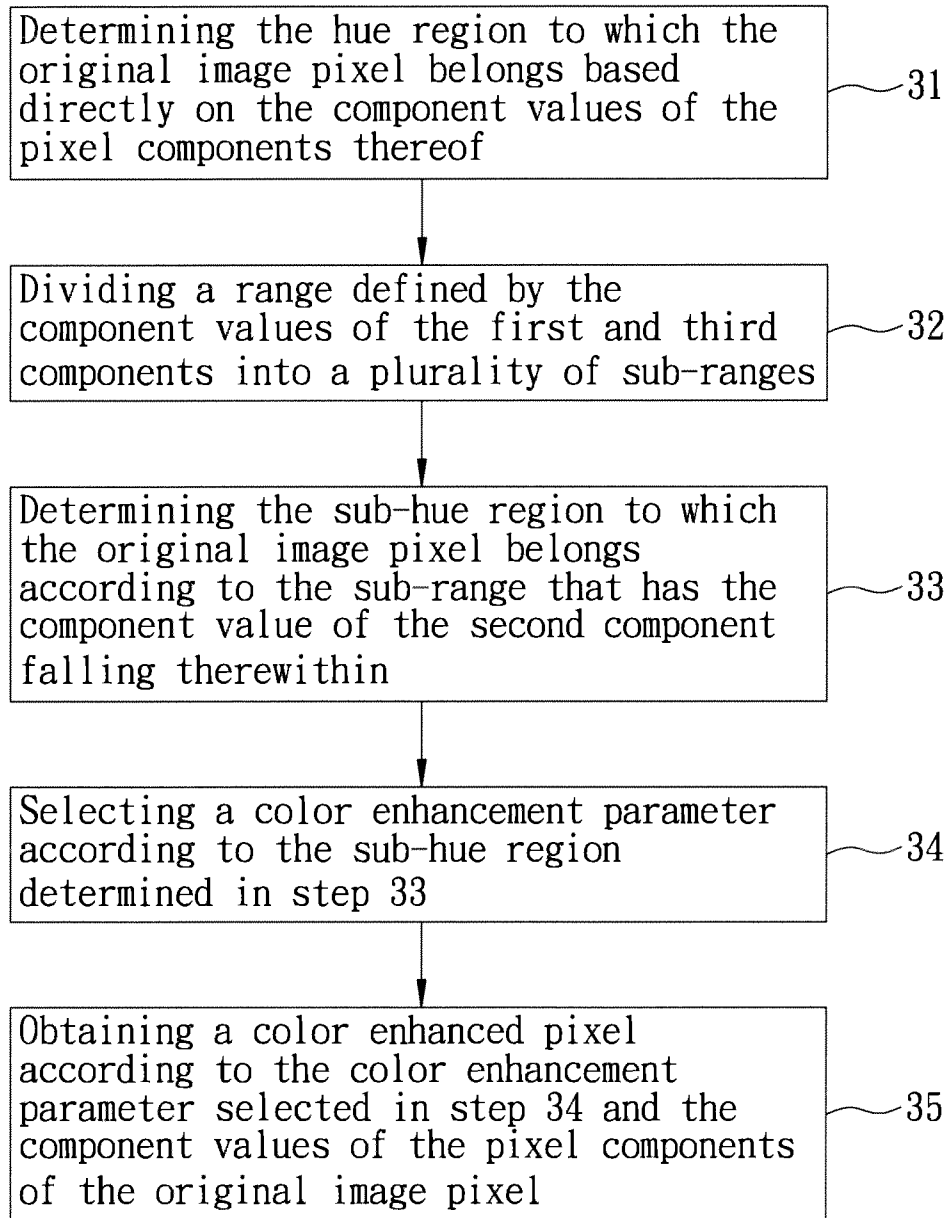 Determining the hue region to which the
original image pixel belongs based
directly on the component values of the
pixel components thereof
31
Dividing a range defined by the
component values of the first and third
components into a plurality of sub-ranges
32
Determining the sub-hue region to which
the original image pixel belongs
according to the sub-range that has the
component value of the second component
falling therewithin
33
Selecting a color enhancement parameter
according to the sub-hue region
determined in step 33
34
Obtaining a color enhanced pixel
according to the color enhancement
parameter selected in step 34 and the
component values of the pixel components
of the original image pixel
35